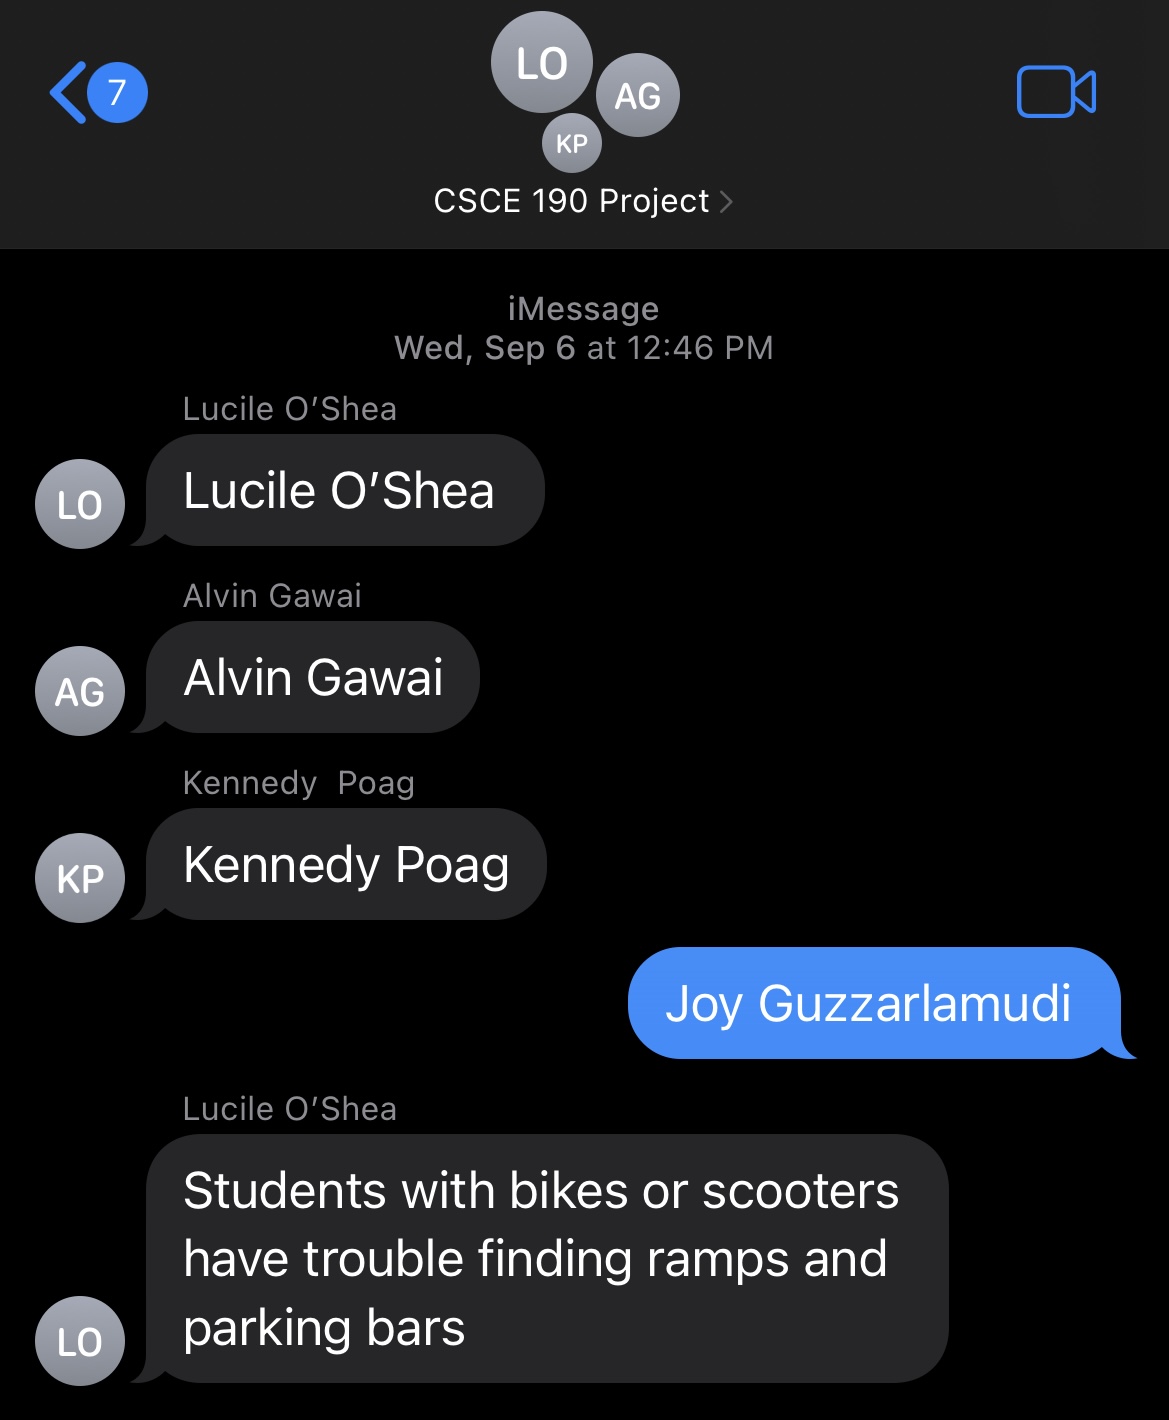 7
LO
AG
KP
CSCE 190 Project
iMessage
Wed, Sep 6 at 12:46 PM
Lucile O’Shea
LO
Lucile O’Shea
Alvin Gawai
AG
Alvin Gawai
Kennedy  Poag
KP
Kennedy Poag
Joy Guzzarlamudi
Lucile O’Shea
Students with bikes or scooters
have trouble finding ramps and
parking bars
LO